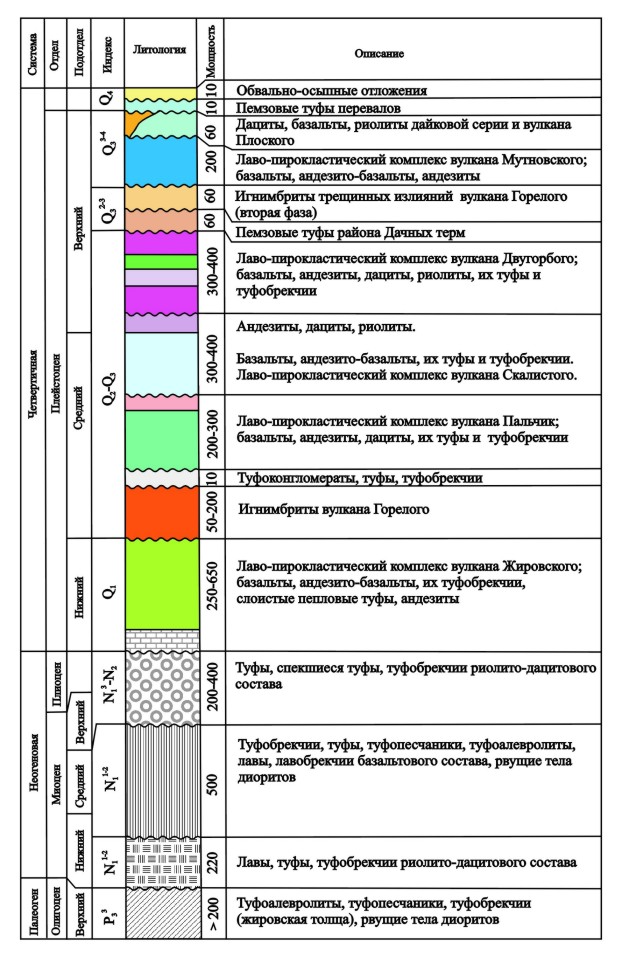 Система
Отдел
Подотдел
Индекс
Литология
Мощность
Описание
Четвертичная
Плейстоцен
Q4
10
Обвально-осыпные отложения
10
Пемзовые туфы перевалов
Верхний
Q3 3-4
60
Дациты, базальты, риолиты дайковой серии и вулкана
Плоского
200
Лаво-пирокластический комплекс вулкана Мутновского;
базальты, андезито-базальты, андезиты
Q3 2-3
60
Игнимбриты трещинных излияний вулкана Горелого
(вторая фаза)
60
Пемзовые туфы района Дачных терм
Q2-Q3
300-400
Лаво-пирокластический комплекс вулкана Двугорбого;
базальты, андезиты, дациты, риолиты, их туфы и
туфобрекчии
Средний
300-400
Андезиты, дациты, риолиты.
Базальты, андезито-базальты, их туфы и туфобрекчии.
Лаво-пирокластический комплекс вулкана Скалистого.
200-300
Лаво-пирокластический комплекс вулкана Пальчик;
базальты, андезиты, дациты, их туфы и туфобрекчии
10
Туфоконгломераты, туфы, туфобрекчии
50-200
Игнимбриты вулкана Горелого
Нижний
Q1
250-650
Лаво-пирокластический комплекс вулкана Жировского;
базальты, андезито-базальты, их туфобрекчии,
слоистые пепловые туфы, андезиты
Неогеновая
Плиоцен
N1 3-N2
200-400
Туфы, спекшиеся туфы, туфобрекчии риолито-дацитового
состава
Миоцен
Верхний
Средний
N1 1-2
500
Туфобрекчии, туфы, туфопесчаники, туфоалевролиты,
лавы, лавобрекчии базальтового состава, рвущие тела
диоритов
Нижний
N1 1-2
220
Лавы, туфы, туфобрекчии риолито-дацитового состава
Палеоген
Олигоцен
Верхний
P3 3
> 200
Туфоалевролиты, туфопесчаники, туфобрекчии
(жировская толща), рвущие тела диоритов